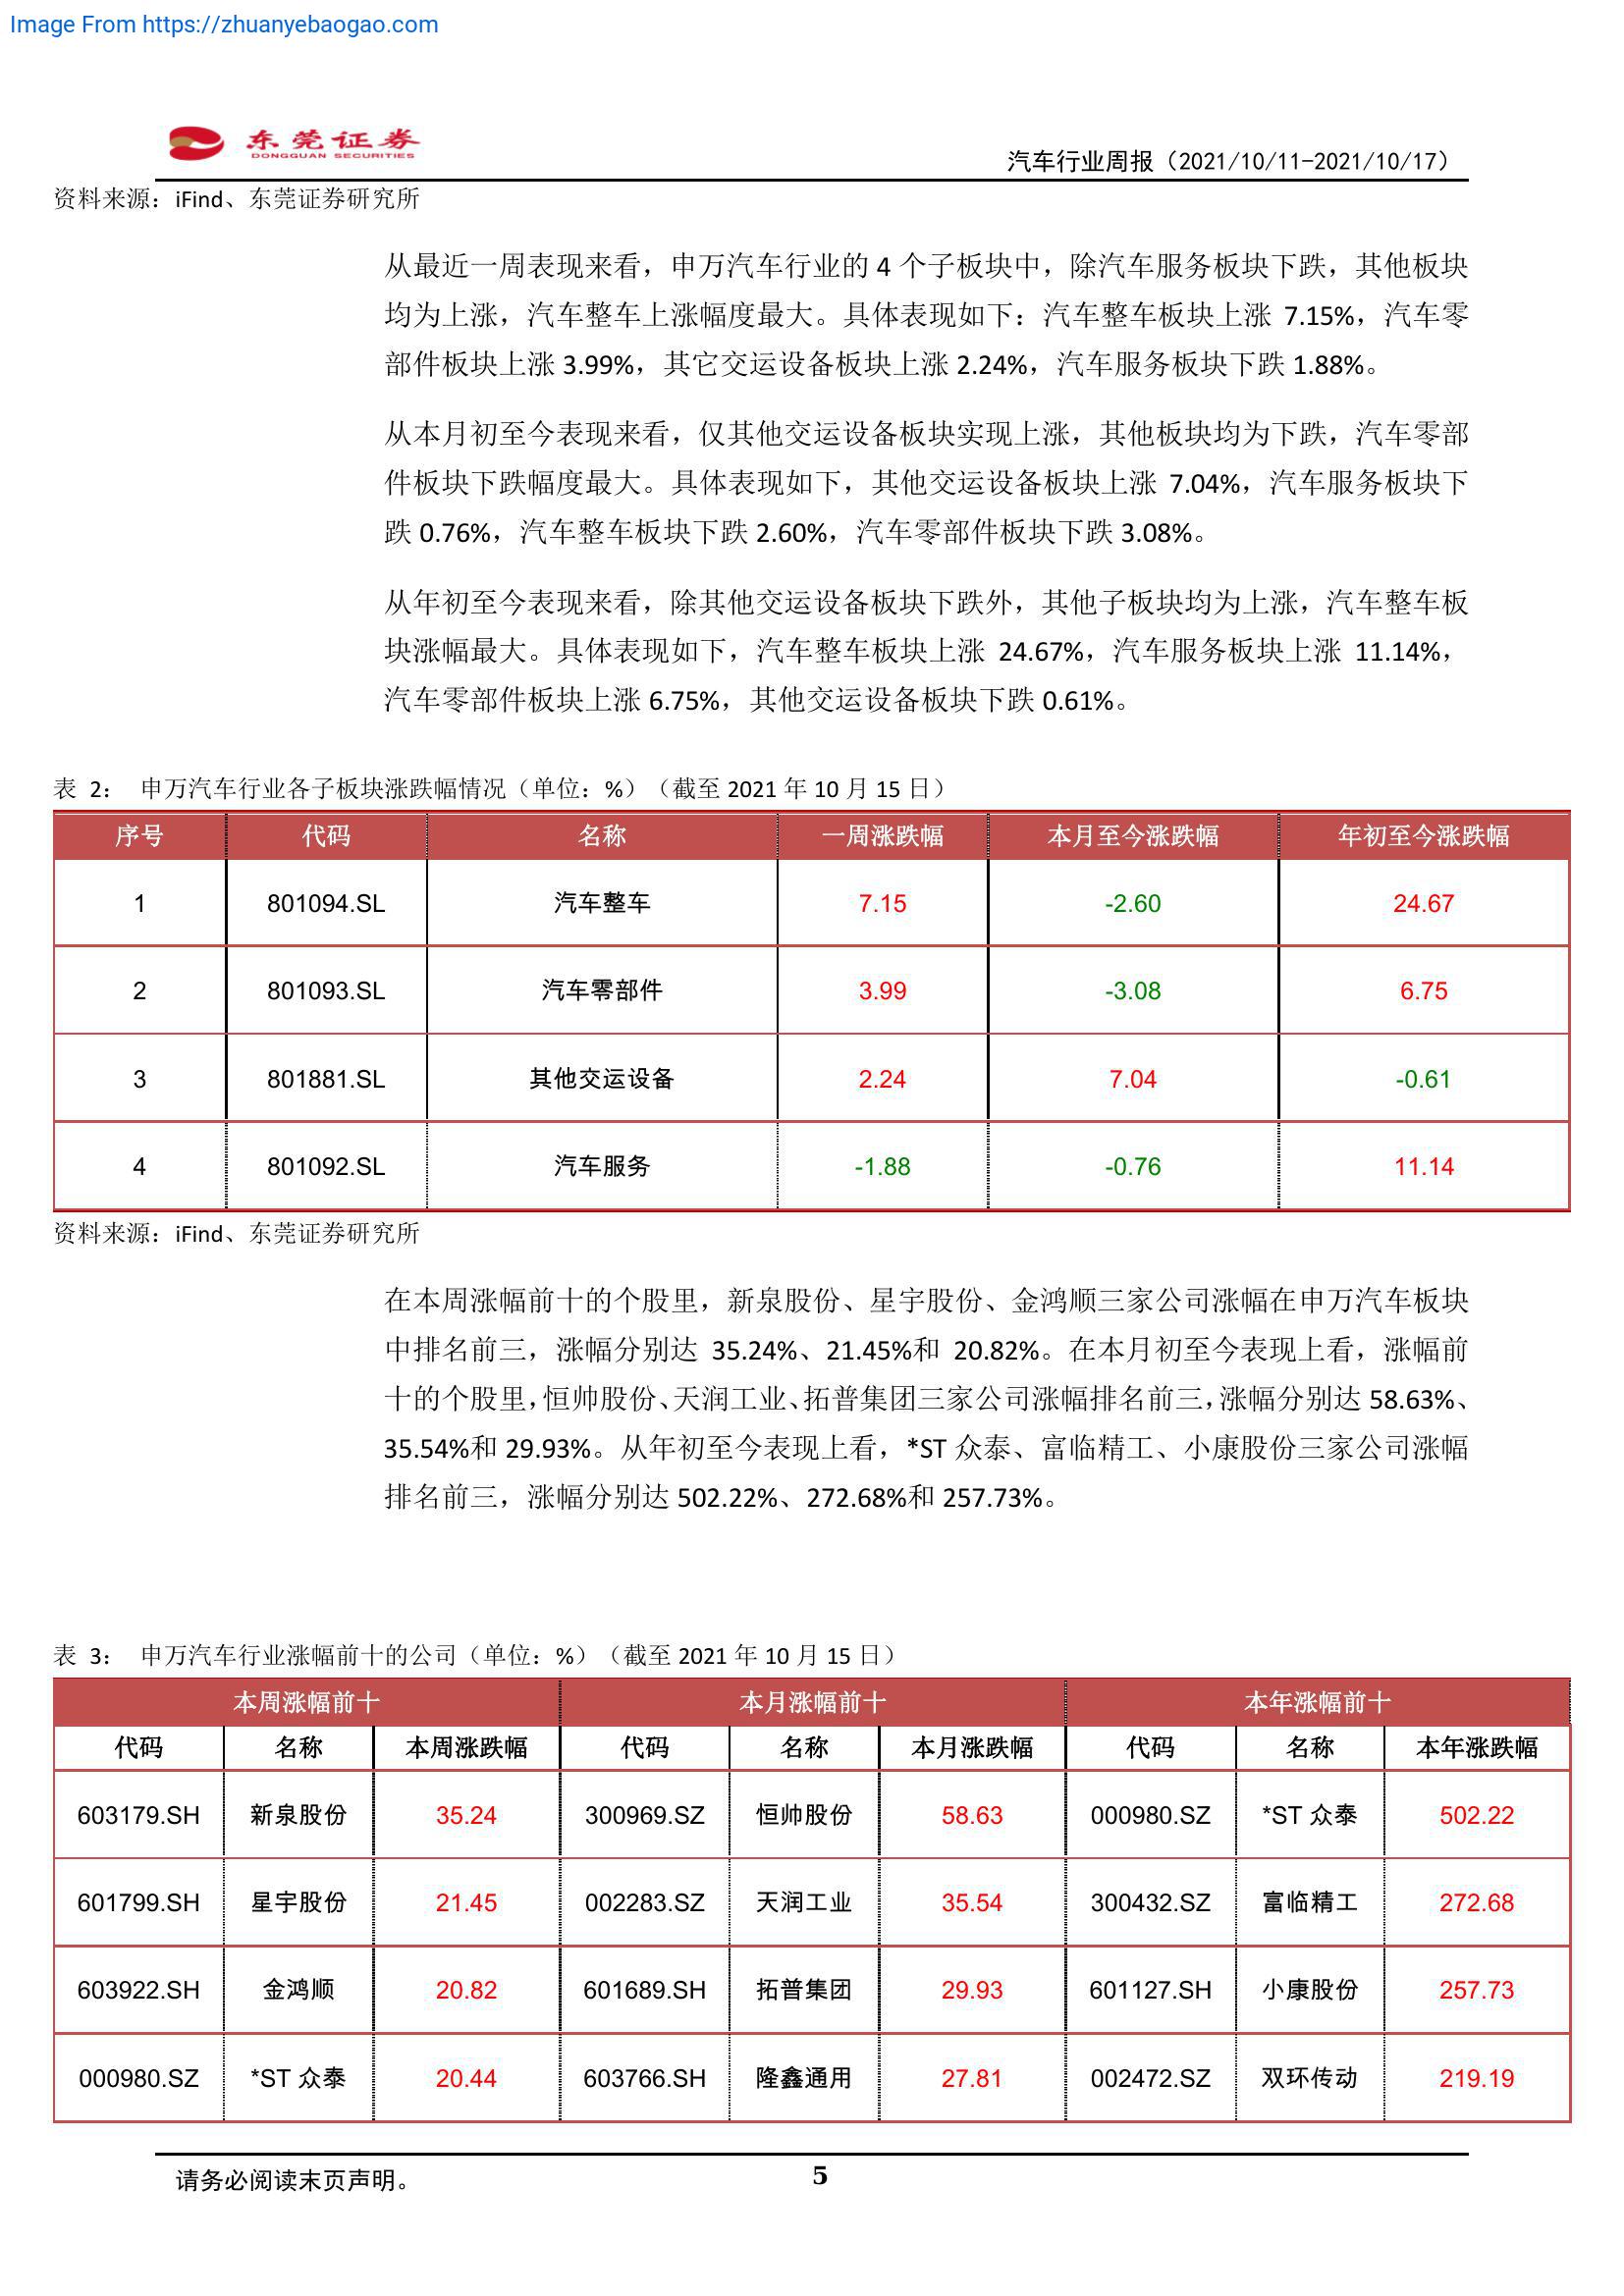 Image From https://zhuanyebaogao.com
东莞证券
DONGGUAN SECURITIES
汽车行业周报（2021/10/11-2021/10/17）
资料来源：iFind、东莞证券研究所
从最近一周表现来看，申万汽车行业的 4 个子板块中，除汽车服务板块下跌，其他板块
均为上涨，汽车整车上涨幅度最大。具体表现如下：汽车整车板块上涨 7.15%，汽车零
部件板块上涨 3.99%，其它交运设备板块上涨 2.24%，汽车服务板块下跌 1.88%。
从本月初至今表现来看，仅其他交运设备板块实现上涨，其他板块均为下跌，汽车零部
件板块下跌幅度最大。具体表现如下，其他交运设备板块上涨 7.04%，汽车服务板块下
跌 0.76%，汽车整车板块下跌 2.60%，汽车零部件板块下跌 3.08%。
从年初至今表现来看，除其他交运设备板块下跌外，其他子板块均为上涨，汽车整车板
块涨幅最大。具体表现如下，汽车整车板块上涨 24.67%，汽车服务板块上涨 11.14%，
汽车零部件板块上涨 6.75%，其他交运设备板块下跌 0.61%。
表 2： 申万汽车行业各子板块涨跌幅情况（单位：%）（截至 2021 年 10 月 15 日）
序号 代码 名称 一周涨跌幅 本月至今涨跌幅 年初至今涨跌幅
1 801094.SL 汽车整车 7.15 -2.60 24.67
2 801093.SL 汽车零部件 3.99 -3.08 6.75
3 801881.SL 其他交运设备 2.24 7.04 -0.61
4 801092.SL 汽车服务 -1.88 -0.76 11.14
资料来源：iFind、东莞证券研究所
在本周涨幅前十的个股里，新泉股份、星宇股份、金鸿顺三家公司涨幅在申万汽车板块
中排名前三，涨幅分别达 35.24%、21.45%和 20.82%。在本月初至今表现上看，涨幅前
十的个股里，恒帅股份、天润工业、拓普集团三家公司涨幅排名前三，涨幅分别达 58.63%、
35.54%和 29.93%。从年初至今表现上看，*ST 众泰、富临精工、小康股份三家公司涨幅
排名前三，涨幅分别达 502.22%、272.68%和 257.73%。
表 3： 申万汽车行业涨幅前十的公司（单位：%）（截至 2021 年 10 月 15 日）
本周涨幅前十 本月涨幅前十 本年涨幅前十
代码 名称 本周涨跌幅 代码 名称 本月涨跌幅 代码 名称 本年涨跌幅
603179.SH 新泉股份 35.24 300969.SZ 恒帅股份 58.63 000980.SZ *ST 众泰 502.22
601799.SH 星宇股份 21.45 002283.SZ 天润工业 35.54 300432.SZ 富临精工 272.68
603922.SH 金鸿顺 20.82 601689.SH 拓普集团 29.93 601127.SH 小康股份 257.73
000980.SZ *ST 众泰 20.44 603766.SH 隆鑫通用 27.81 002472.SZ 双环传动 219.19
请务必阅读末页声明。
5